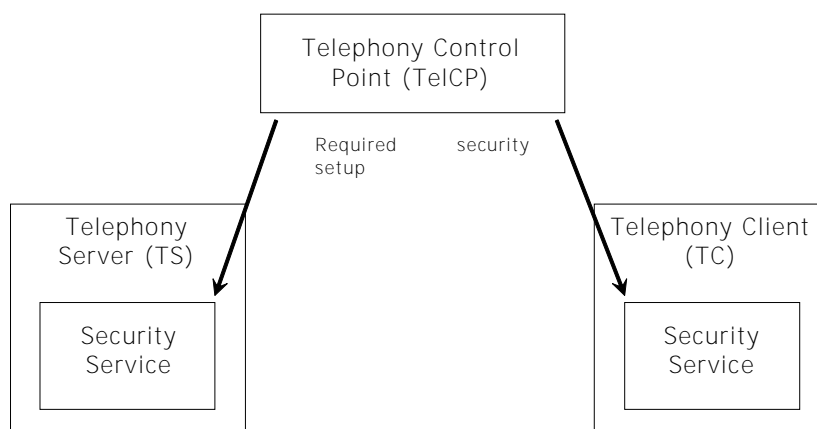 Telephony Control
Point (TelCP)
Required security
setup
Telephony
Server (TS)
Telephony Client
(TC)
Security
Service
Security
Service